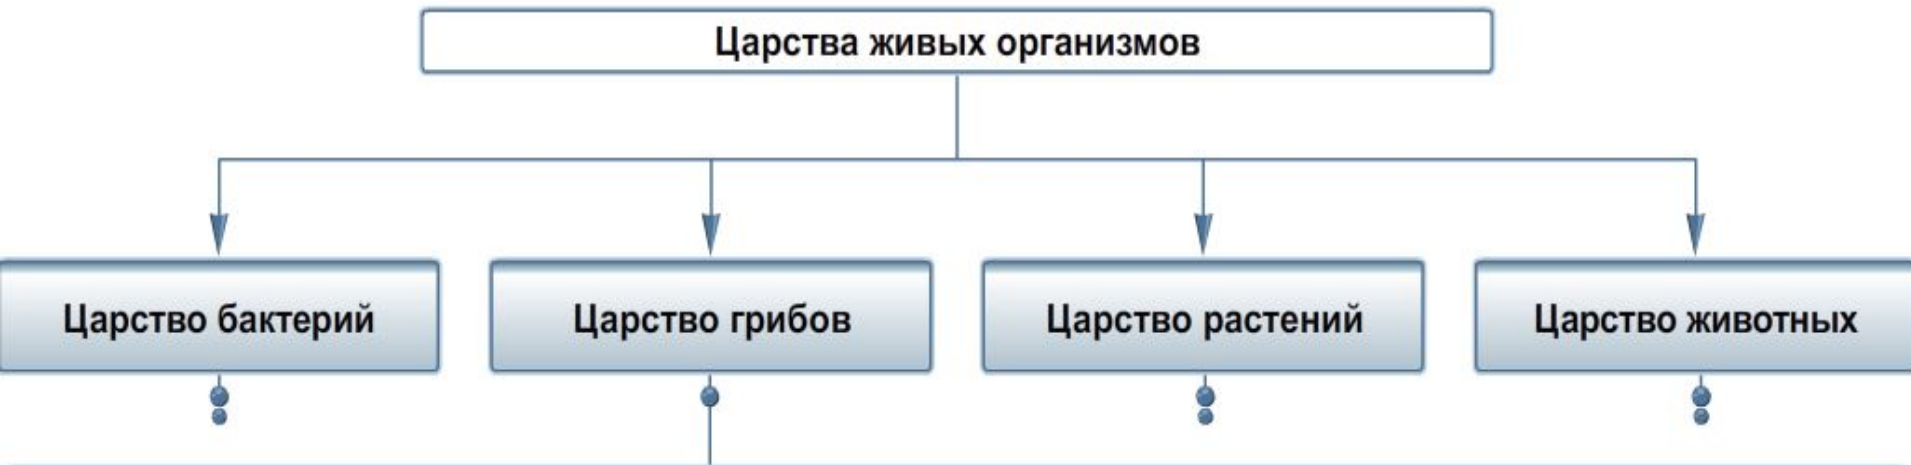 Царства живых организмов
Царство бактерий
Царство грибов
Царство растений
Царство животных